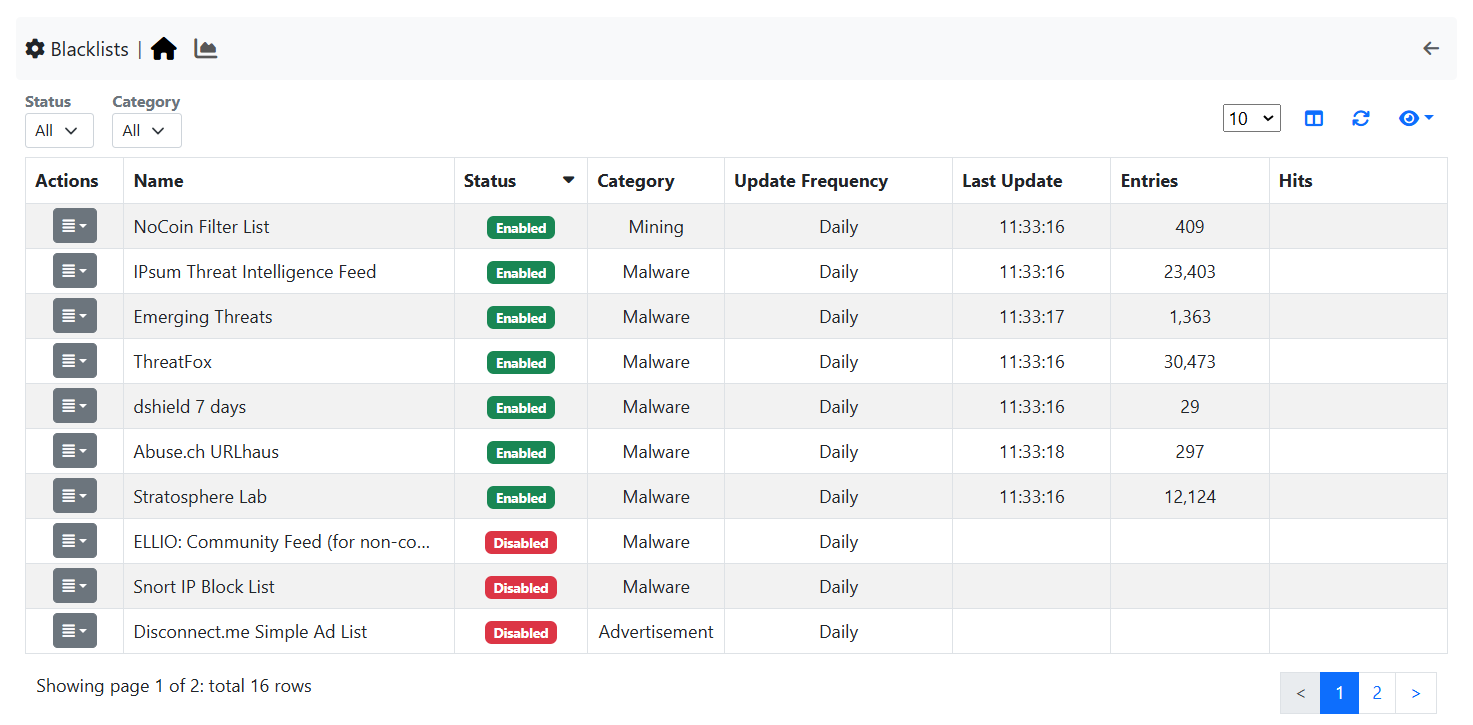 Blacklists |
Status Category
All All 10
Actions Name Status Category Update Frequency Last Update Entries Hits
NoCoin Filter List Enabled Mining Daily 11:33:16 409
IPsum Threat Intelligence Feed Enabled Malware Daily 11:33:16 23,403
Emerging Threats Enabled Malware Daily 11:33:17 1,363
ThreatFox Enabled Malware Daily 11:33:16 30,473
dshield 7 days Enabled Malware Daily 11:33:16 29
Abuse.ch URLhaus Enabled Malware Daily 11:33:18 297
Stratosphere Lab Enabled Malware Daily 11:33:16 12,124
ELLIO: Community Feed (for non-co... Disabled Malware Daily
Snort IP Block List Disabled Malware Daily
Disconnect.me Simple Ad List Disabled Advertisement Daily
Showing page 1 of 2: total 16 rows < 1 2 >